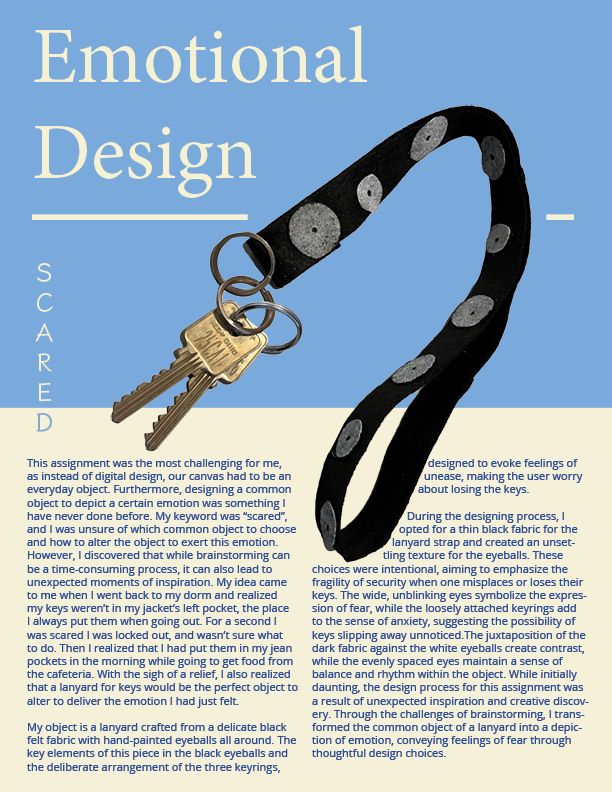 Emotional
Design
SCARED
This assignment was the most challenging for me,
as instead of digital design, our canvas had to be an
everyday object. Furthermore, designing a common
object to depict a certain emotion was something I
have never done before. My keyword was “scared”,
and I was unsure of which common object to choose
and how to alter the object to exert this emotion.
However, I discovered that while brainstorming can
be a time-consuming process, it can also lead to
unexpected moments of inspiration. My idea came
to me when I went back to my dorm and realized
my keys weren’t in my jacket’s left pocket, the place
I always put them when going out. For a second I
was scared I was locked out, and wasn’t sure what
to do. Then I realized that I had put them in my jean
pockets in the morning while going to get food from
the cafeteria. With the sigh of a relief, I also realized
that a lanyard for keys would be the perfect object to
alter to deliver the emotion I had just felt.
My object is a lanyard crafted from a delicate black
felt fabric with hand-painted eyeballs all around. The
key elements of this piece in the black eyeballs and
the deliberate arrangement of the three keyrings,
designed to evoke feelings of
unease, making the user worry
about losing the keys.
During the designing process, I
opted for a thin black fabric for the
lanyard strap and created an unset-
tling texture for the eyeballs. These
choices were intentional, aiming to emphasize the
fragility of security when one misplaces or loses their
keys. The wide, unblinking eyes symbolize the expres-
sion of fear, while the loosely attached keyrings add
to the sense of anxiety, suggesting the possibility of
keys slipping away unnoticed.The juxtaposition of the
dark fabric against the white eyeballs create contrast,
while the evenly spaced eyes maintain a sense of
balance and rhythm within the object. While initially
daunting, the design process for this assignment was
a result of unexpected inspiration and creative discov-
ery. Through the challenges of brainstorming, I trans-
formed the common object of a lanyard into a depic-
tion of emotion, conveying feelings of fear through
thoughtful design choices.